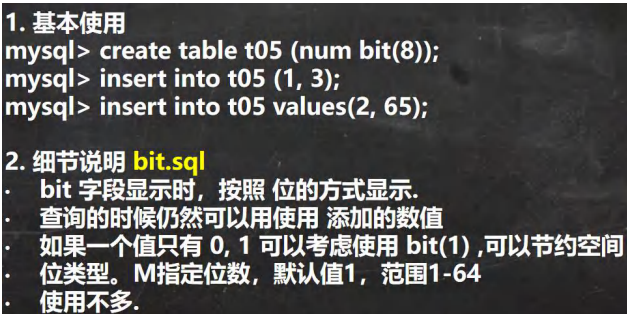 1. 基本使用
mysql> create table t05 (num bit(8));
mysql> insert into t05 (1, 3);
mysql> insert into t05 values(2, 65);
2. 细节说明 bit.sql
· bit 字段显示时，按照 位的方式显示.
· 查询的时候仍然可以用使用 添加的数值
· 如果一个值只有 0, 1 可以考虑使用 bit(1) ,可以节约空间
· 位类型。M指定位数，默认值1，范围1-64
· 使用不多.